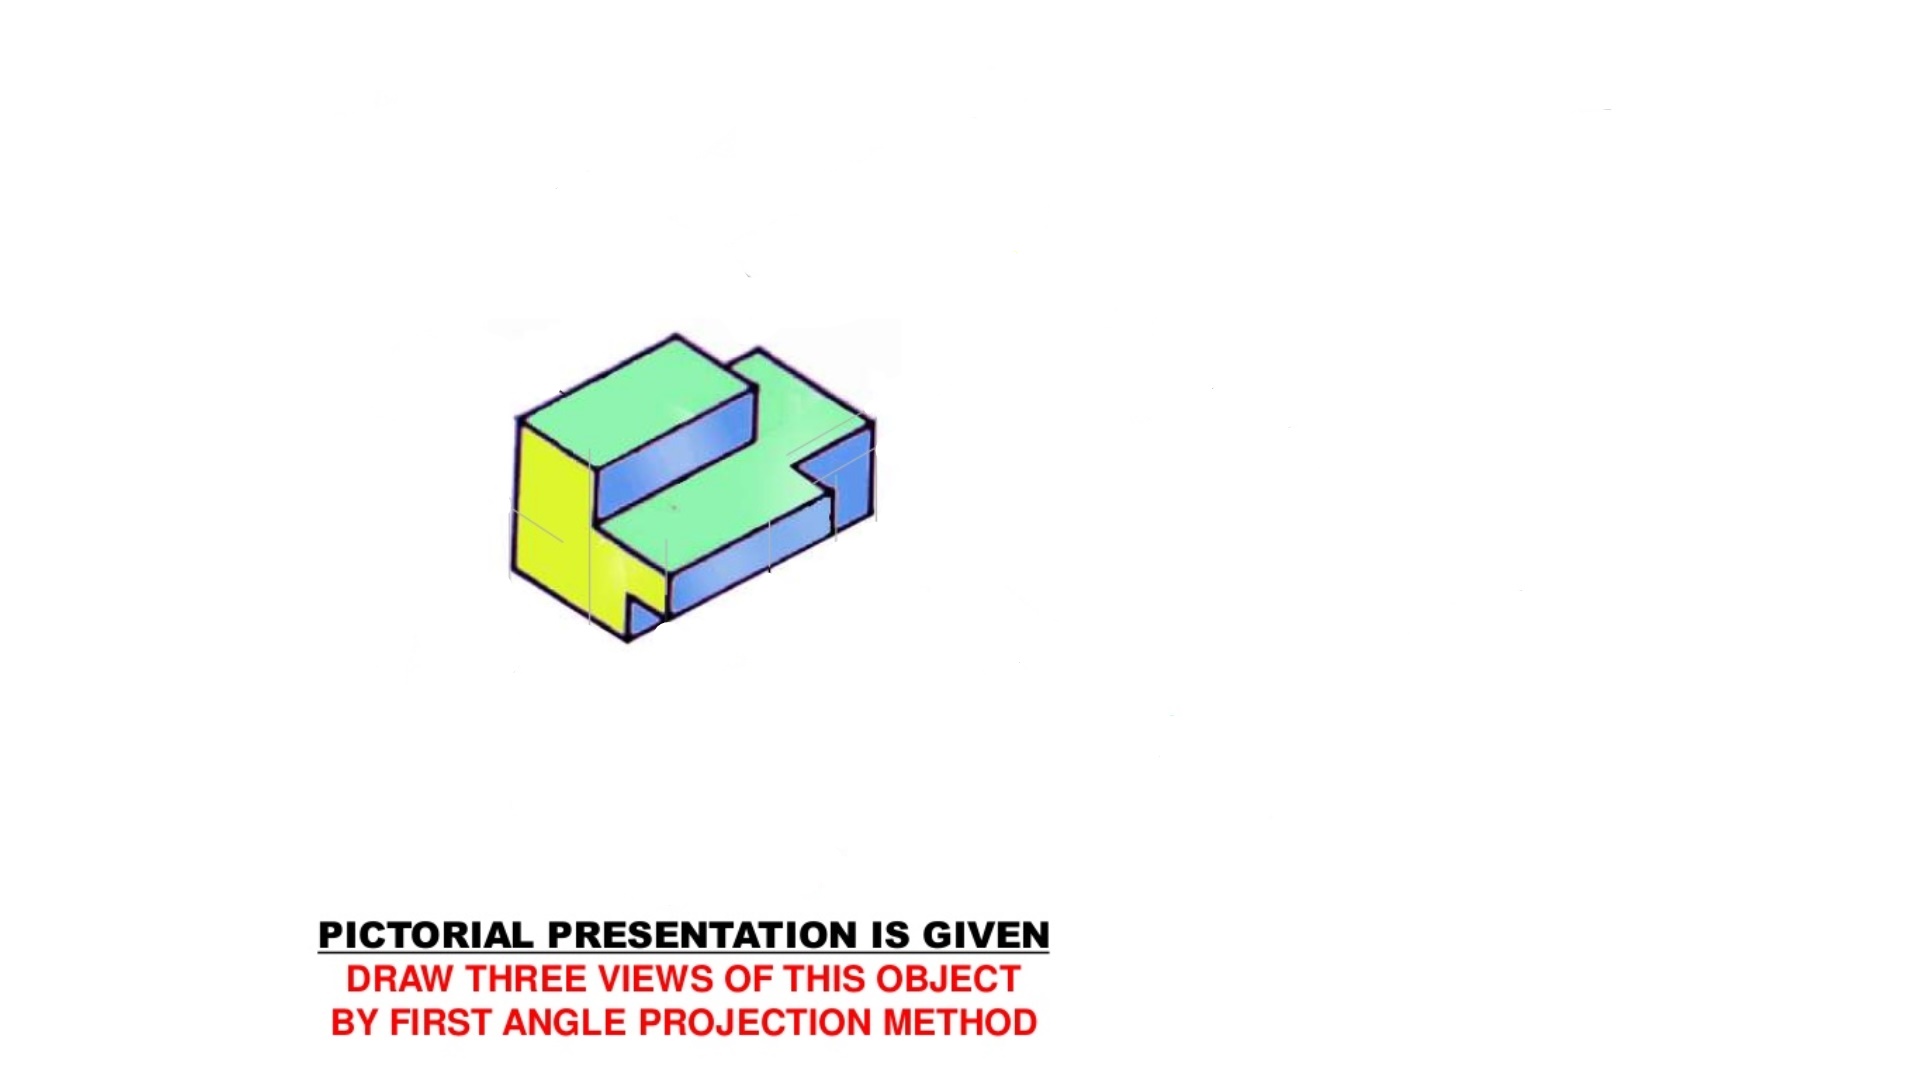 PICTORIAL PRESENTATION IS GIVEN
DRAW THREE VIEWS OF THIS OBJECT
BY FIRST ANGLE PROJECTION METHOD